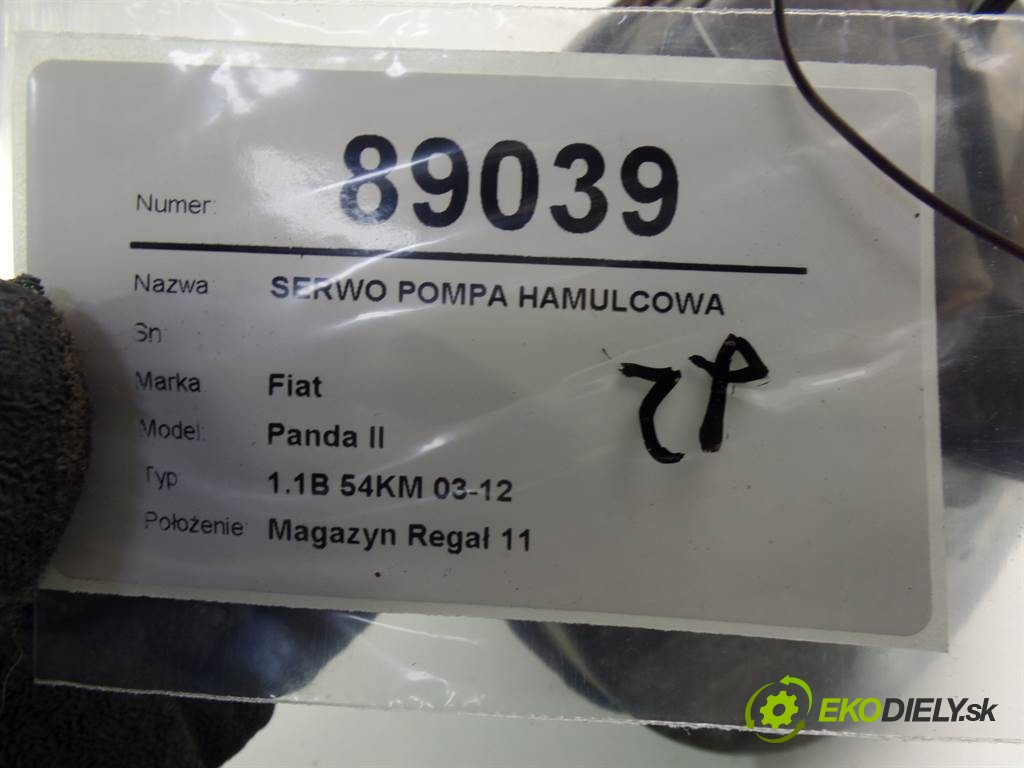 Numer: 89039
Nazwa SERWO POMPA HAMULCOWA
Sn:
Marka Fiat
Model: Panda II
Typ 1.1B 54KM 03-12
Położenie: Magazyn Regał 11
EKODIELY.sk